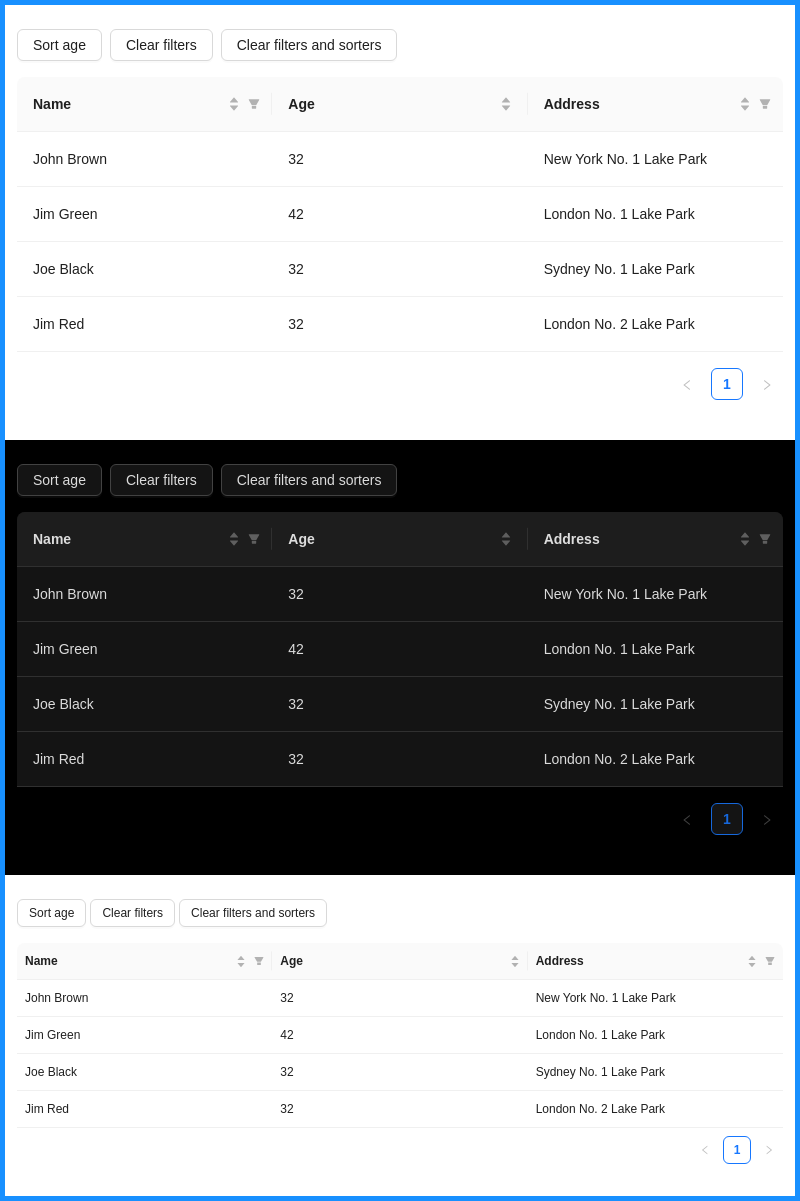 Sort age Clear filters Clear filters and sorters
Name Age Address
John Brown 32 New York No. 1 Lake Park
Jim Green 42 London No. 1 Lake Park
Joe Black 32 Sydney No. 1 Lake Park
Jim Red 32 London No. 2 Lake Park
1
Sort age Clear filters Clear filters and sorters
Name Age Address
John Brown 32 New York No. 1 Lake Park
Jim Green 42 London No. 1 Lake Park
Joe Black 32 Sydney No. 1 Lake Park
Jim Red 32 London No. 2 Lake Park
1
Sort age Clear filters Clear filters and sorters
Name Age Address
John Brown 32 New York No. 1 Lake Park
Jim Green 42 London No. 1 Lake Park
Joe Black 32 Sydney No. 1 Lake Park
Jim Red 32 London No. 2 Lake Park
1